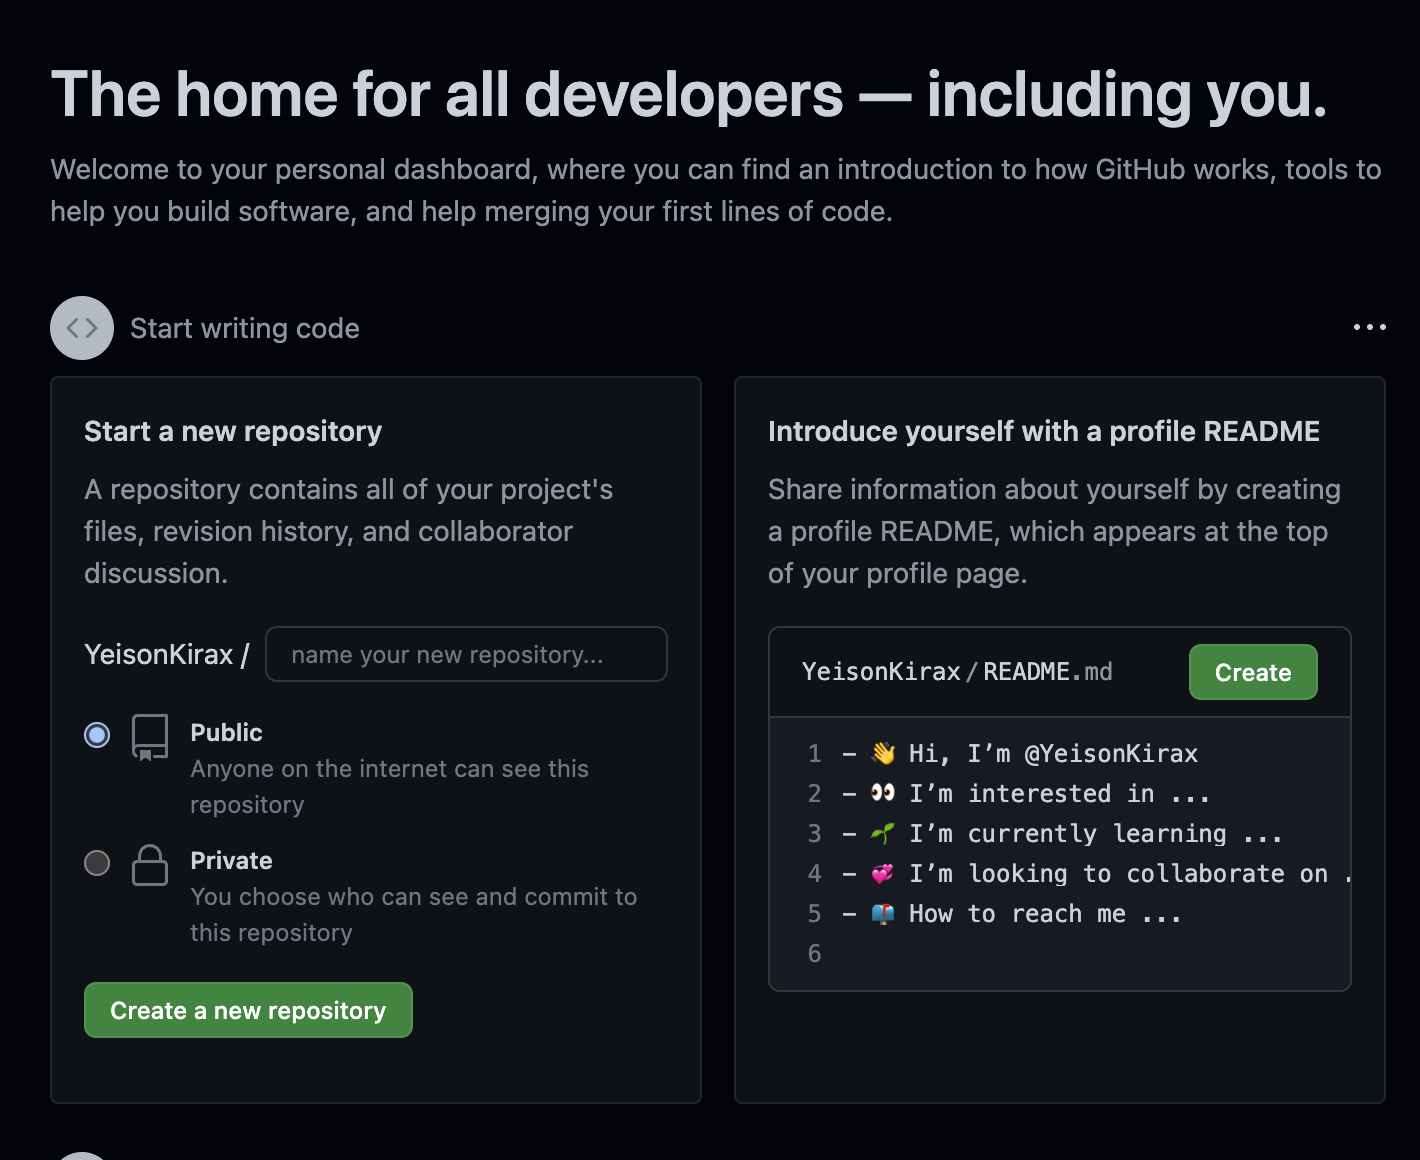 The home for all developers — including you.
Welcome to your personal dashboard, where you can find an introduction to how GitHub works, tools to
help you build software, and help merging your first lines of code.
Start writing code
Start a new repository
A repository contains all of your project's
files, revision history, and collaborator
discussion.
YeisonKirax / name your new repository...
Public
Anyone on the internet can see this
repository
Private
You choose who can see and commit to
this repository
Create a new repository
Introduce yourself with a profile README
Share information about yourself by creating
a profile README, which appears at the top
of your profile page.
YeisonKirax/README.md Create
1 – 👋 Hi, I’m @YeisonKirax
2 – 👀 I’m interested in ...
3 – 🌱 I’m currently learning ...
4 – 💞️ I’m looking to collaborate on .
5 – 📫 How to reach me ...
6